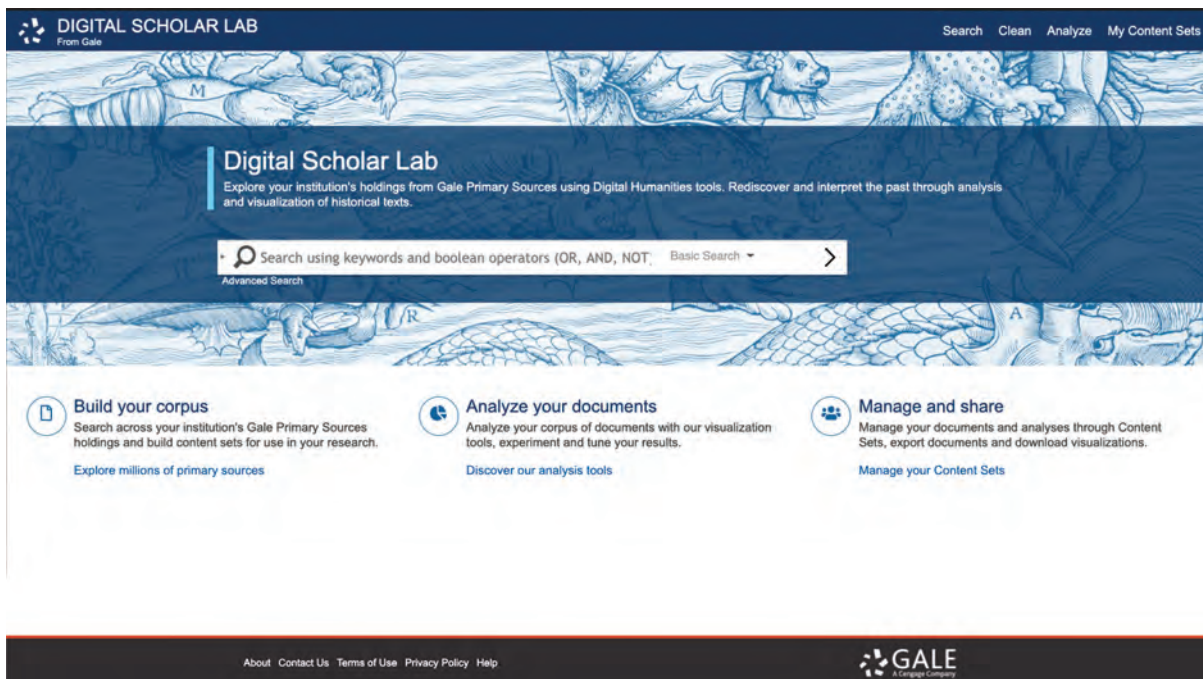 DIGITAL SCHOLAR LAB
From Gale
Search Clean Analyze My Content Sets
M
Digital Scholar Lab
Explore your institution's holdings from Gale Primary Sources using Digital Humanities tools. Rediscover and interpret the past through analysis
and visualization of historical texts.
Search using keywords and boolean operators (OR, AND, NOT
Basic Search
Advanced Search
R
A
Build your corpus
Search across your institution's Gale Primary Sources
holdings and build content sets for use in your research.
Explore millions of primary sources
Analyze your documents
Analyze your corpus of documents with our visualization
tools, experiment and tune your results.
Discover our analysis tools
Manage and share
Manage your documents and analyses through Content
Sets, export documents and download visualizations.
Manage your Content Sets
About Contact Us Terms of Use Privacy Policy Help
GALE
A Cengage Company